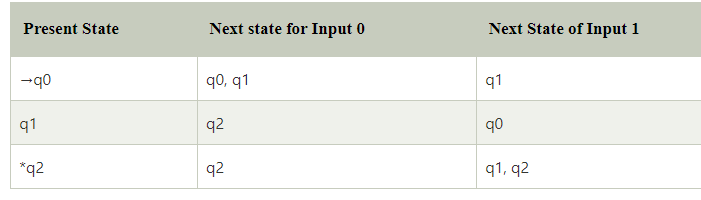 Present State Next state for Input 0 Next State of Input 1
→q0 q0, q1 q1
q1 q2 q0
*q2 q2 q1, q2